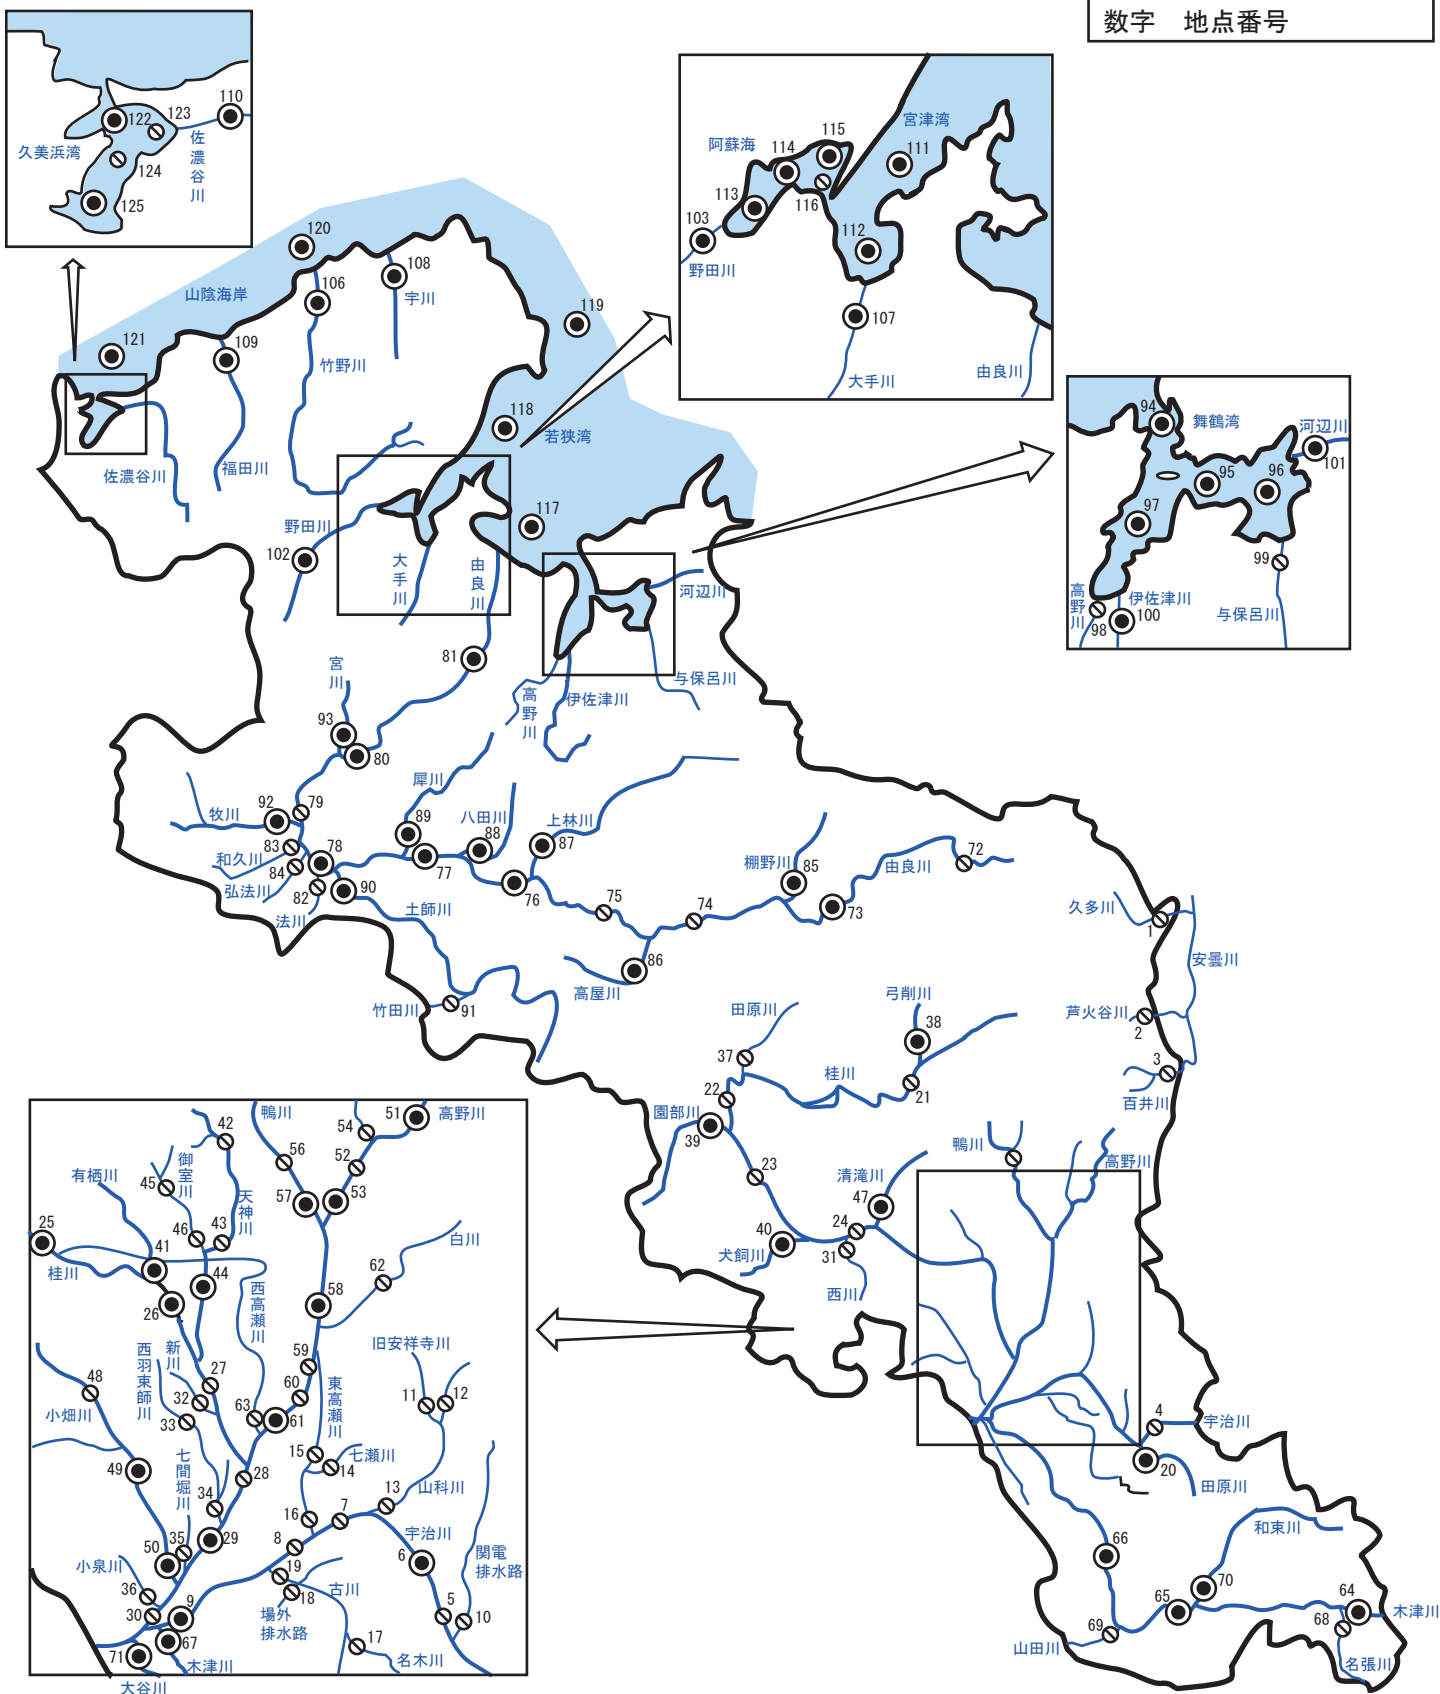 数字　地点番号
110
122
123
久美浜湾
佐濃谷川
124
125
宮津湾
115
阿蘇海
114
111
113
116
103
112
野田川
107
大手川
由良川
120
108
106
宇川
山陰海岸
119
121
109
竹野川
118
若狭湾
佐濃谷川
福田川
117
野田川
102
大手川
由良川
河辺川
94
舞鶴湾
河辺川
101
95
96
97
99
高野川
伊佐津川
100
98
与保呂川
81
宮川
与保呂川
高野川
伊佐津川
93
80
犀川
92
79
牧川
89
八田川
88
上林川
87
83
78
和久川
84
77
弘法川
82
90
法川
土師川
76
75
74
棚野川
85
由良川
72
73
86
高屋川
竹田川
91
久多川
1
安曇川
芦火谷川
2
3
百井川
田原川
弓削川
38
37
桂川
22
21
園部川
39
23
清滝川
47
24
40
31
犬飼川
西川
鴨川
高野川
4
宇治川
20
田原川
和束川
66
70
65
64
木津川
69
68
山田川
名張川
鴨川
51
高野川
42
54
56
御室川
52
有栖川
45
天神川
57
53
25
46
43
白川
41
桂川
44
62
26
西高瀬川
58
西羽束師川
新川
旧安祥寺川
59
48
27
32
60
東高瀬川
11
12
小畑川
33
63
61
七間堀川
15
七瀬川
49
28
14
山科川
34
13
16
7
宇治川
35
29
8
6
関電
排水路
50
小泉川
19
36
18
古川
9
場外
排水路
30
5
10
67
17
71
木津川
名木川
大谷川